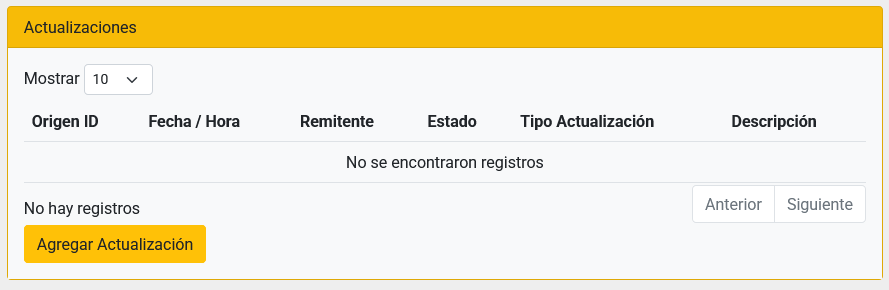 Actualizaciones
Mostrar 10
Origen ID Fecha / Hora Remitente Estado Tipo Actualización Descripción
No se encontraron registros
No hay registros
Anterior Siguiente
Agregar Actualización